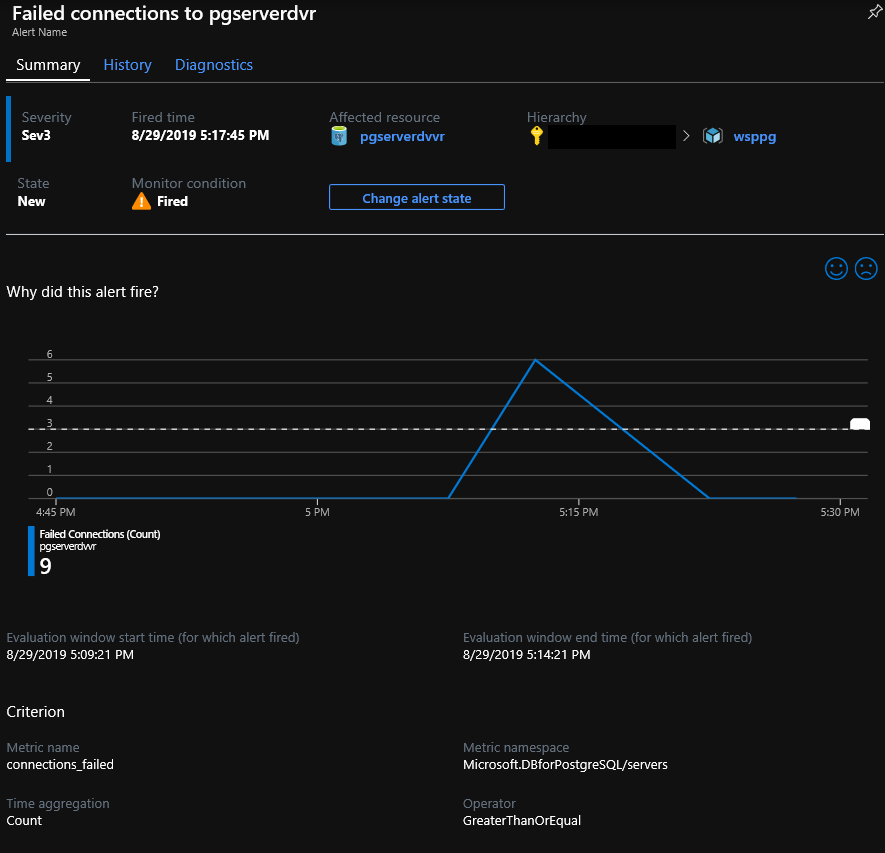 Failed connections to pgserverdvr
Alert Name
Summary History Diagnostics
Severity Fired time Affected resource Hierarchy
Sev3 8/29/2019 5:17:45 PM pgserverdvvr > wsppg
State Monitor condition
New Fired Change alert state
Why did this alert fire?
6
5
4
3
2
1
0
4:45 PM 5 PM 5:15 PM 5:30 PM
Failed Connections (Count)
pgserverdvvr
9
Evaluation window start time (for which alert fired) Evaluation window end time (for which alert fired)
8/29/2019 5:09:21 PM 8/29/2019 5:14:21 PM
Criterion
Metric name Metric namespace
connections_failed Microsoft.DBforPostgreSQL/servers
Time aggregation Operator
Count GreaterThanOrEqual